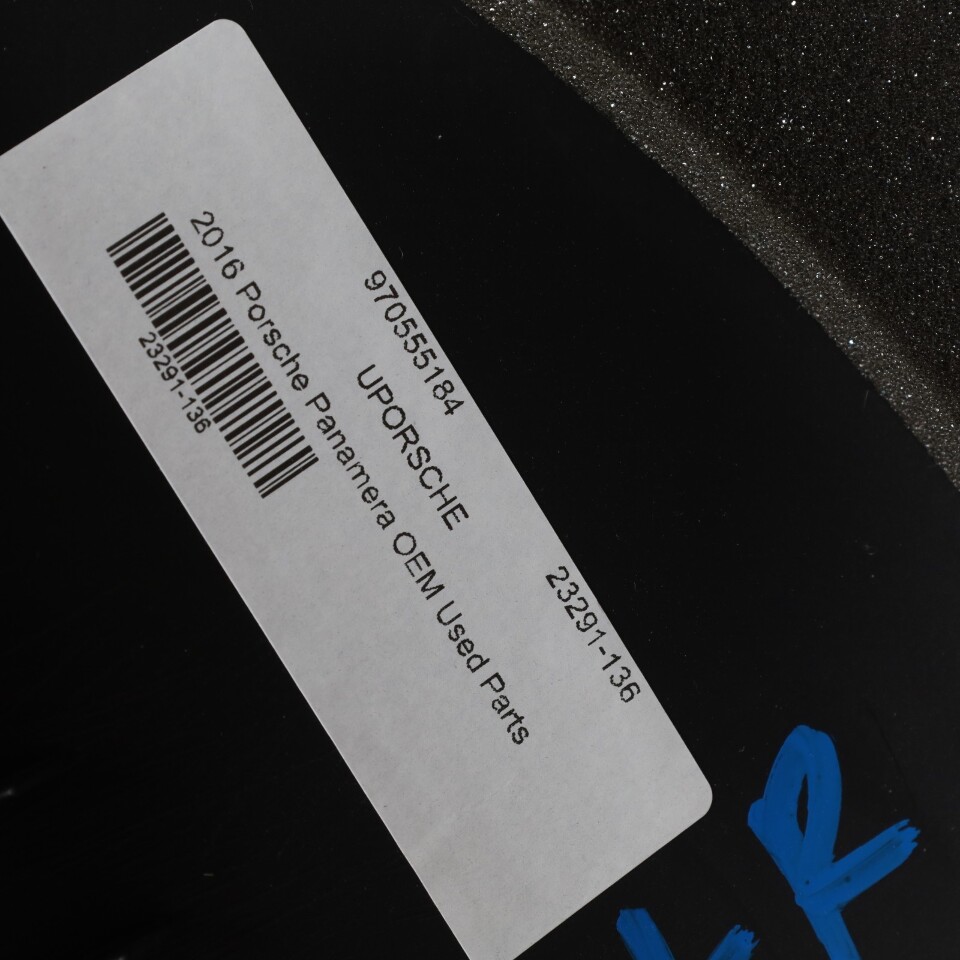 970555184
23291-136
UPORSCHE
2016 Porsche Panamera OEM Used Parts
23291-136